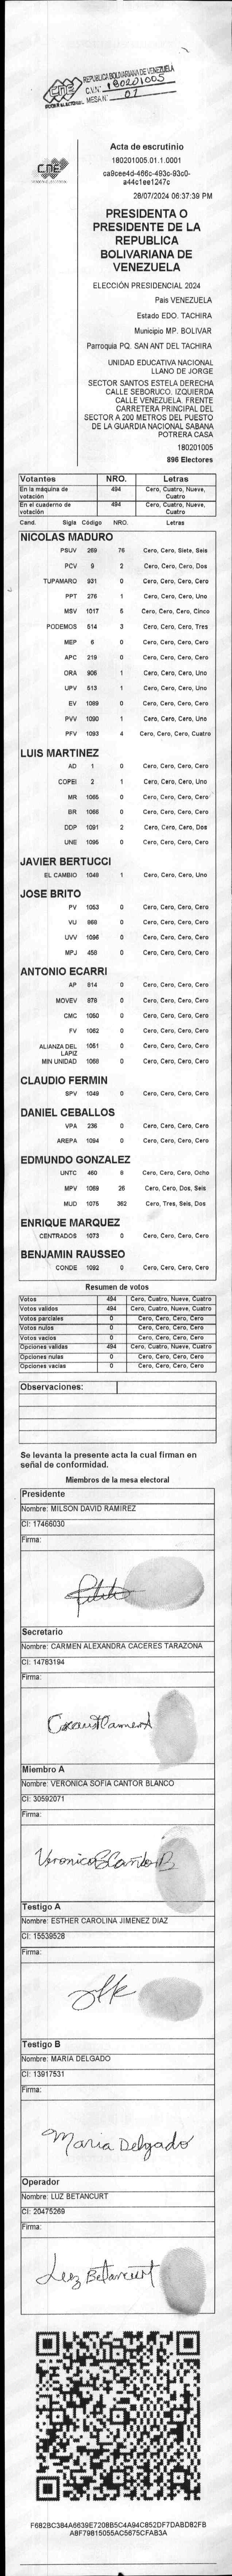 REPUBLICA BOLIVARIANA DE VENEZUELA
C.V.N° 180201005
MESA N° 01
CNE
PODER ELECTORAL
CNE
Acta de escrutinio
180201005.01.1.0001
ca9cee4d-466c-493c-93c0-
a44c1ee1247c
28/07/2024 06:37:39 PM
PRESIDENTA O
PRESIDENTE DE LA
REPUBLICA
BOLIVARIANA DE
VENEZUELA
ELECCIÓN PRESIDENCIAL 2024
Pais VENEZUELA
Estado EDO. TACHIRA
Municipio MP. BOLIVAR
Parroquia PQ. SAN ANT DEL TACHIRA
UNIDAD EDUCATIVA NACIONAL
LLANO DE JORGE
SECTOR SANTOS ESTELA DERECHA
CALLE SEBORUCO. IZQUIERDA
CALLE VENEZUELA. FRENTE
CARRETERA PRINCIPAL DEL
SECTOR A 200 METROS DEL PUESTO
DE LA GUARDIA NACIONAL SABANA
POTRERA CASA
180201005
896 Electores
Votantes NRO. Letras
En la máquina de votación 494 Cero, Cuatro, Nueve, Cuatro
En el cuaderno de votación 494 Cero, Cuatro, Nueve, Cuatro
Cand. Sigla Código NRO. Letras
NICOLAS MADURO
PSUV 269 76 Cero, Cero, Siete, Seis
PCV 9 2 Cero, Cero, Cero, Dos
TUPAMARO 931 0 Cero, Cero, Cero, Cero
PPT 276 1 Cero, Cero, Cero, Uno
MSV 1017 5 Cero, Cero, Cero, Cinco
PODEMOS 514 3 Cero, Cero, Cero, Tres
MEP 6 0 Cero, Cero, Cero, Cero
APC 219 0 Cero, Cero, Cero, Cero
ORA 906 1 Cero, Cero, Cero, Uno
UPV 513 1 Cero, Cero, Cero, Uno
EV 1089 0 Cero, Cero, Cero, Cero
PVV 1090 1 Cero, Cero, Cero, Uno
PFV 1093 4 Cero, Cero, Cero, Cuatro
LUIS MARTINEZ
AD 1 0 Cero, Cero, Cero, Cero
COPEI 2 1 Cero, Cero, Cero, Uno
MR 1065 0 Cero, Cero, Cero, Cero
BR 1066 0 Cero, Cero, Cero, Cero
DDP 1091 2 Cero, Cero, Cero, Dos
UNE 1095 0 Cero, Cero, Cero, Cero
JAVIER BERTUCCI
EL CAMBIO 1048 1 Cero, Cero, Cero, Uno
JOSE BRITO
PV 1053 0 Cero, Cero, Cero, Cero
VU 868 0 Cero, Cero, Cero, Cero
UVV 1096 0 Cero, Cero, Cero, Cero
MPJ 458 0 Cero, Cero, Cero, Cero
ANTONIO ECARRI
AP 814 0 Cero, Cero, Cero, Cero
MOVEV 878 0 Cero, Cero, Cero, Cero
CMC 1050 0 Cero, Cero, Cero, Cero
FV 1062 0 Cero, Cero, Cero, Cero
ALIANZA DEL LAPIZ 1051 0 Cero, Cero, Cero, Cero
MIN UNIDAD 1068 0 Cero, Cero, Cero, Cero
CLAUDIO FERMIN
SPV 1049 0 Cero, Cero, Cero, Cero
DANIEL CEBALLOS
VPA 236 0 Cero, Cero, Cero, Cero
AREPA 1094 0 Cero, Cero, Cero, Cero
EDMUNDO GONZALEZ
UNTC 460 8 Cero, Cero, Cero, Ocho
MPV 1069 26 Cero, Cero, Dos, Seis
MUD 1075 362 Cero, Tres, Seis, Dos
ENRIQUE MARQUEZ
CENTRADOS 1073 0 Cero, Cero, Cero, Cero
BENJAMIN RAUSSEO
CONDE 1092 0 Cero, Cero, Cero, Cero
Resumen de votos
Votos 494 Cero, Cuatro, Nueve, Cuatro
Votos validos 494 Cero, Cuatro, Nueve, Cuatro
Votos parciales 0 Cero, Cero, Cero, Cero
Votos nulos 0 Cero, Cero, Cero, Cero
Votos vacios 0 Cero, Cero, Cero, Cero
Opciones validas 494 Cero, Cuatro, Nueve, Cuatro
Opciones nulas 0 Cero, Cero, Cero, Cero
Opciones vacias 0 Cero, Cero, Cero, Cero
Observaciones:
Se levanta la presente acta la cual firman en
señal de conformidad.
Miembros de la mesa electoral
Presidente
Nombre: MILSON DAVID RAMIREZ
CI: 17466030
Firma:
Secretario
Nombre: CARMEN ALEXANDRA CACERES TARAZONA
CI: 14783194
Firma:
Miembro A
Nombre: VERONICA SOFIA CANTOR BLANCO
CI: 30592071
Firma:
Testigo A
Nombre: ESTHER CAROLINA JIMENEZ DIAZ
CI: 15539528
Firma:
Testigo B
Nombre: MARIA DELGADO
CI: 13917531
Firma:
Maria Delgado
Operador
Nombre: LUZ BETANCURT
CI: 20475269
Firma:
Luz Betancurt
F682BC384A6639E7208B5C4A94C852DF7DABD82FB
A8F79815055AC5675CFAB3A